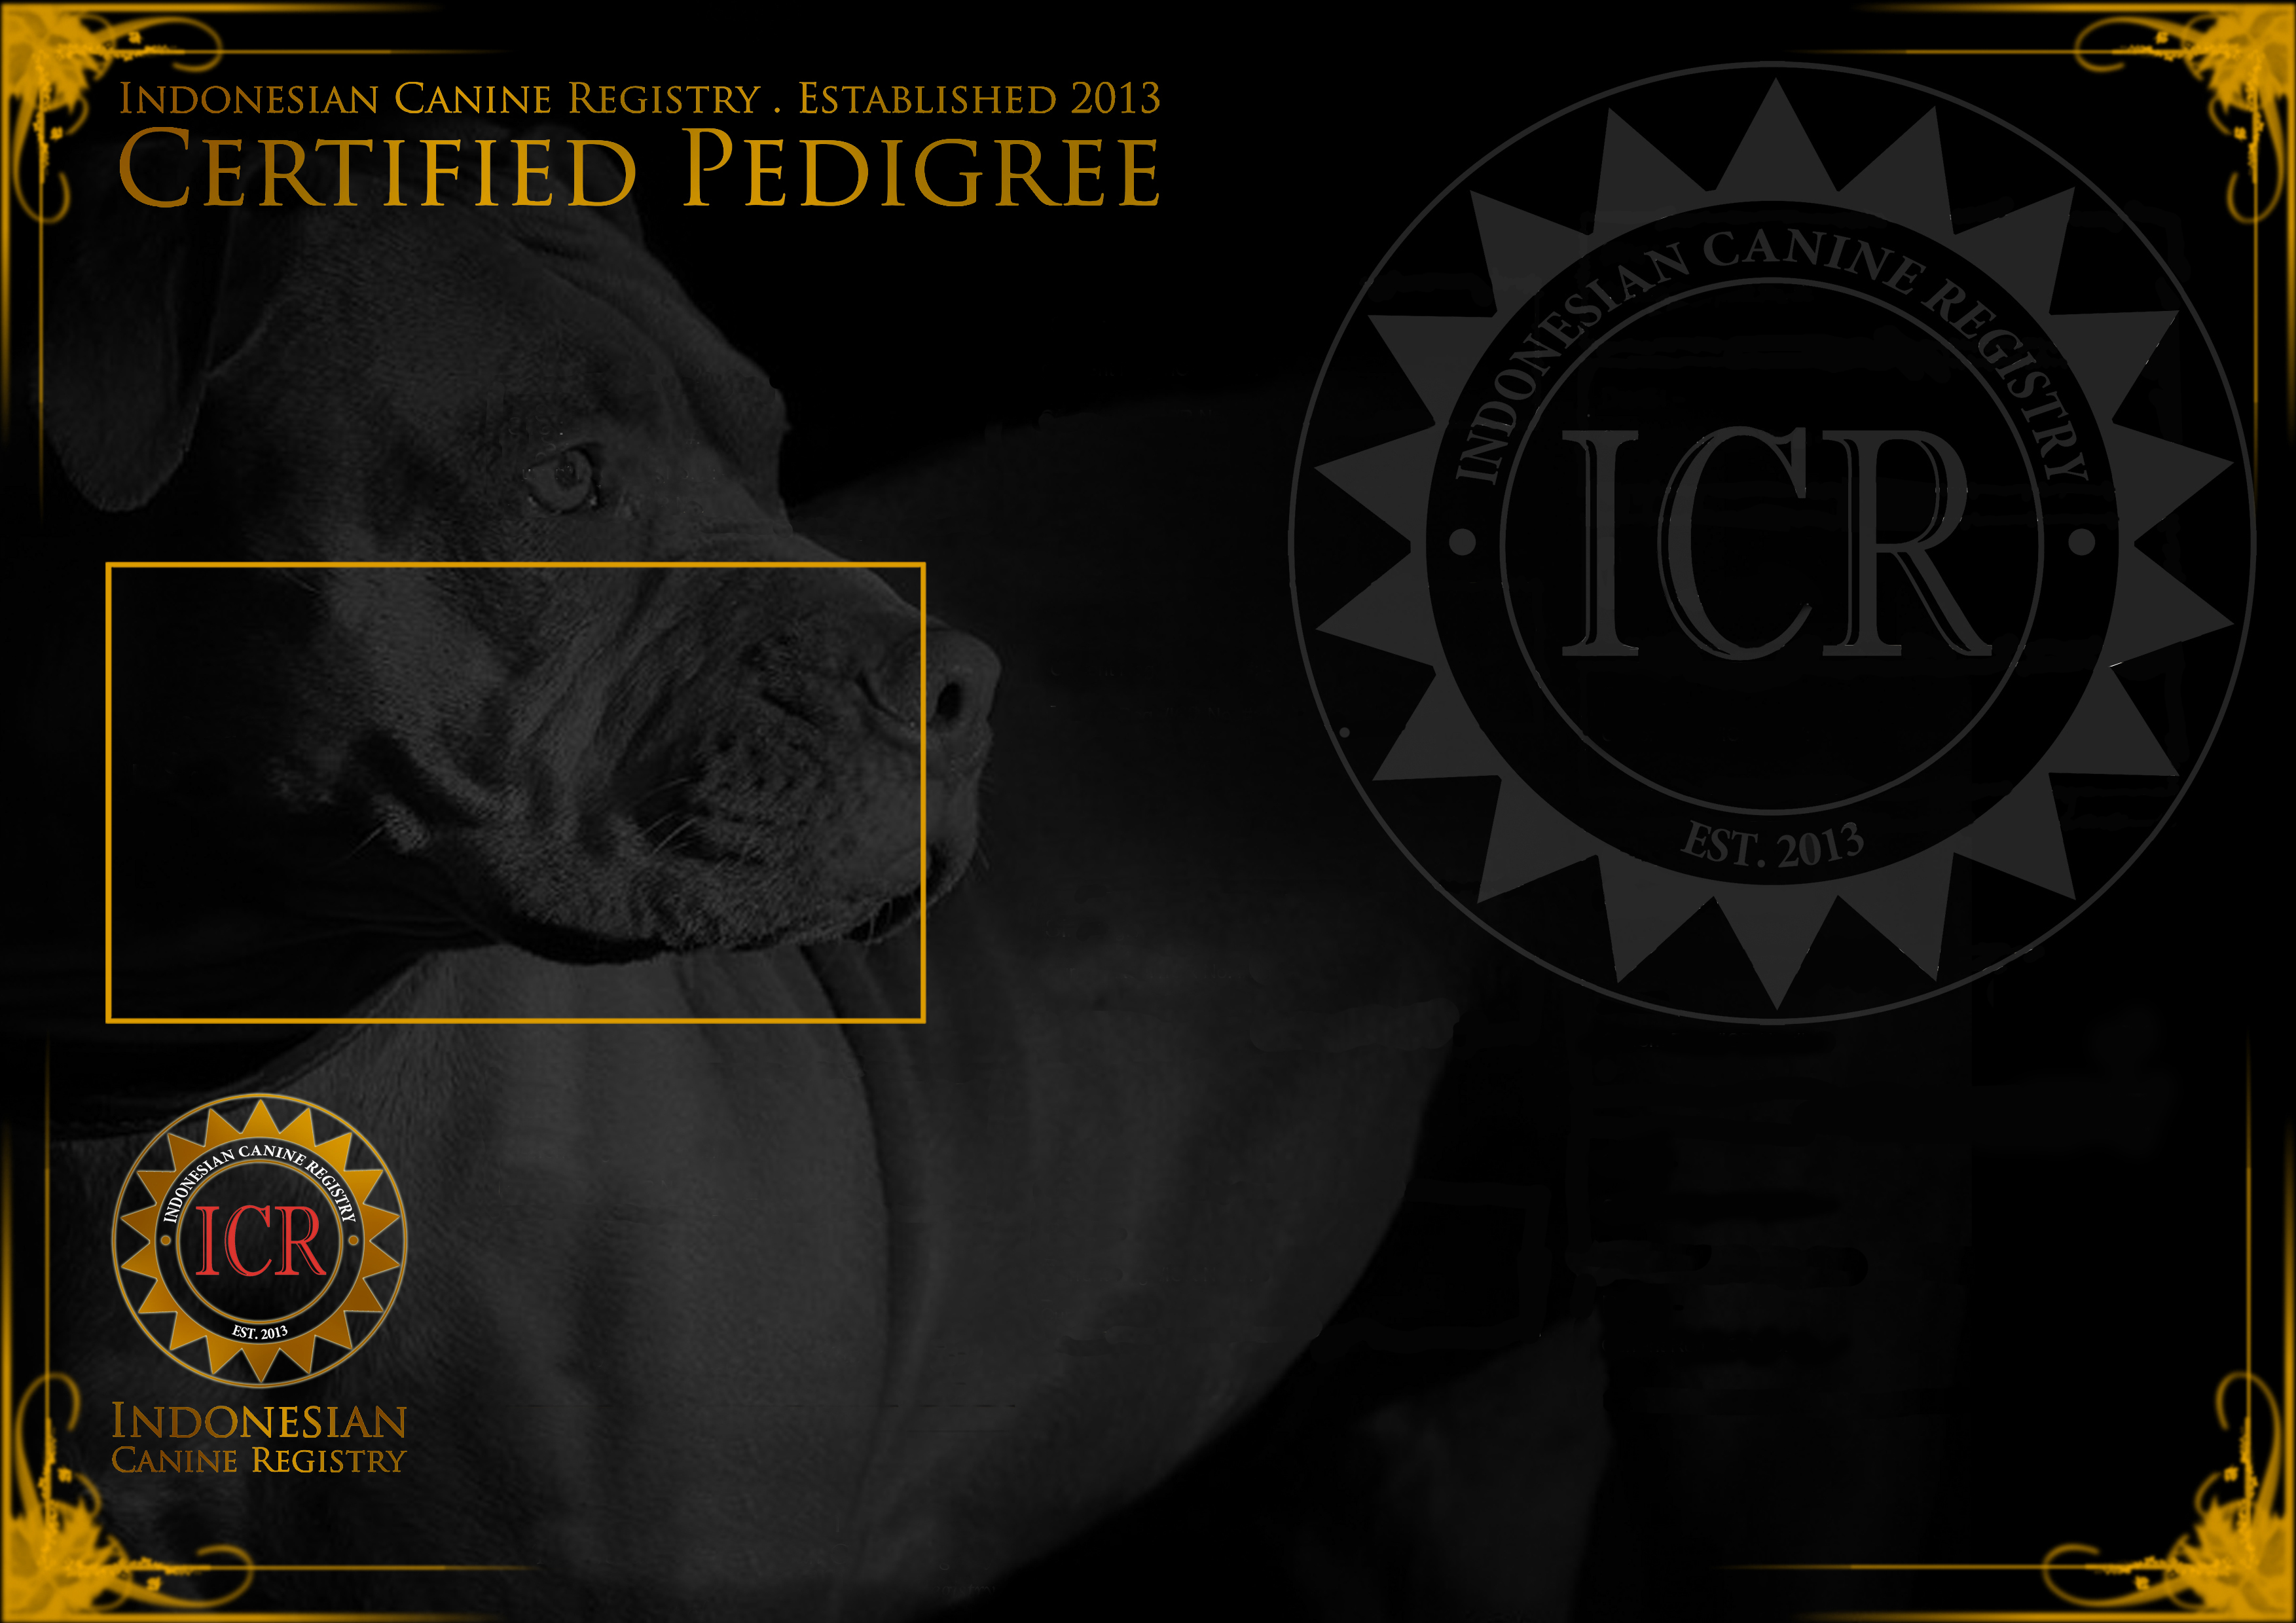 INDONESIAN CANINE REGISTRY . ESTABLISHED 2013
CERTIFIED PEDIGREE
INDONESIAN CANINE REGISTRY
ICR
EST. 2013
INDONESIAN CANINE REGISTRY
ICR
EST. 2013
INDONESIAN
CANINE REGISTRY